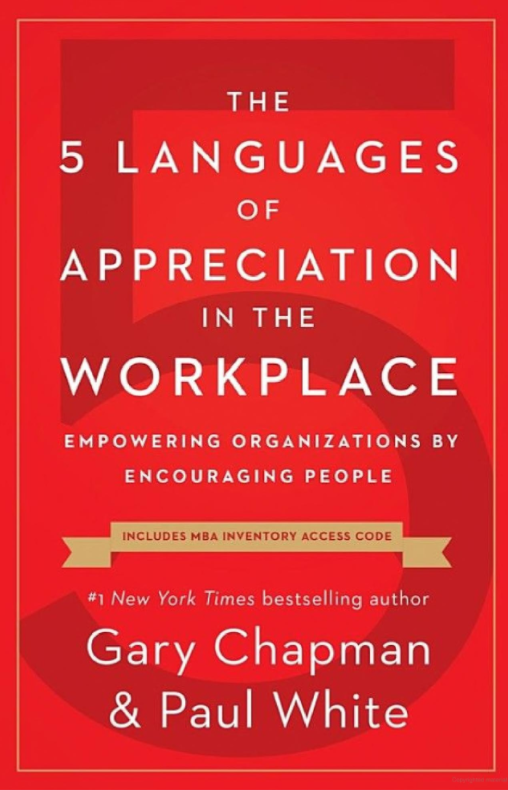 THE
5 LANGUAGES
OF
APPRECIATION
IN THE
WORKPLACE
EMPOWERING ORGANIZATIONS BY
ENCOURAGING PEOPLE
INCLUDES MBA INVENTORY ACCESS CODE
#1 New York Times bestselling author
Gary Chapman
& Paul White